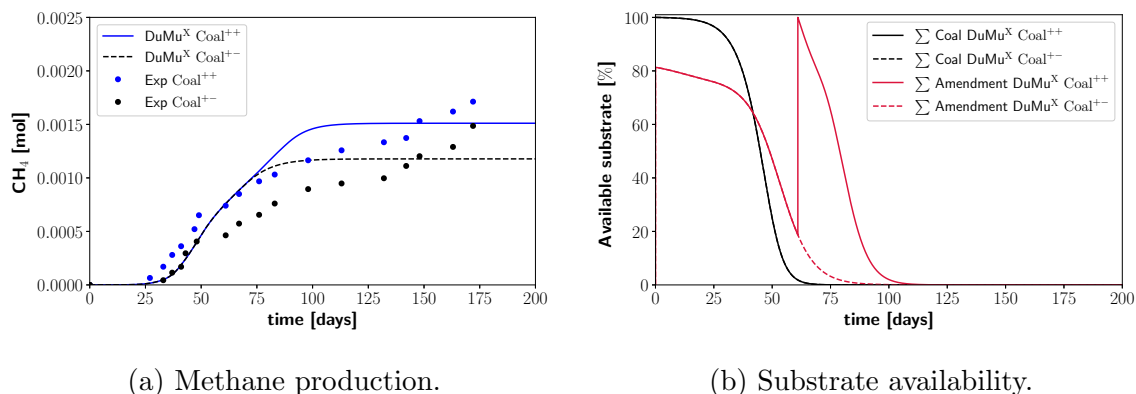 0.0025
0.0020
0.0015
0.0010
0.0005
0.0000
CH₄ [mol]
DuMuˣ Coal⁺⁺
DuMuˣ Coal⁺⁻
Exp Coal⁺⁺
Exp Coal⁺⁻
0 25 50 75 100 125 150 175 200
time [days]
(a) Methane production.
100
80
60
40
20
0
Available substrate [%]
∑ Coal DuMuˣ Coal⁺⁺
∑ Coal DuMuˣ Coal⁺⁻
∑ Amendment DuMuˣ Coal⁺⁺
∑ Amendment DuMuˣ Coal⁺⁻
0 25 50 75 100 125 150 175 200
time [days]
(b) Substrate availability.